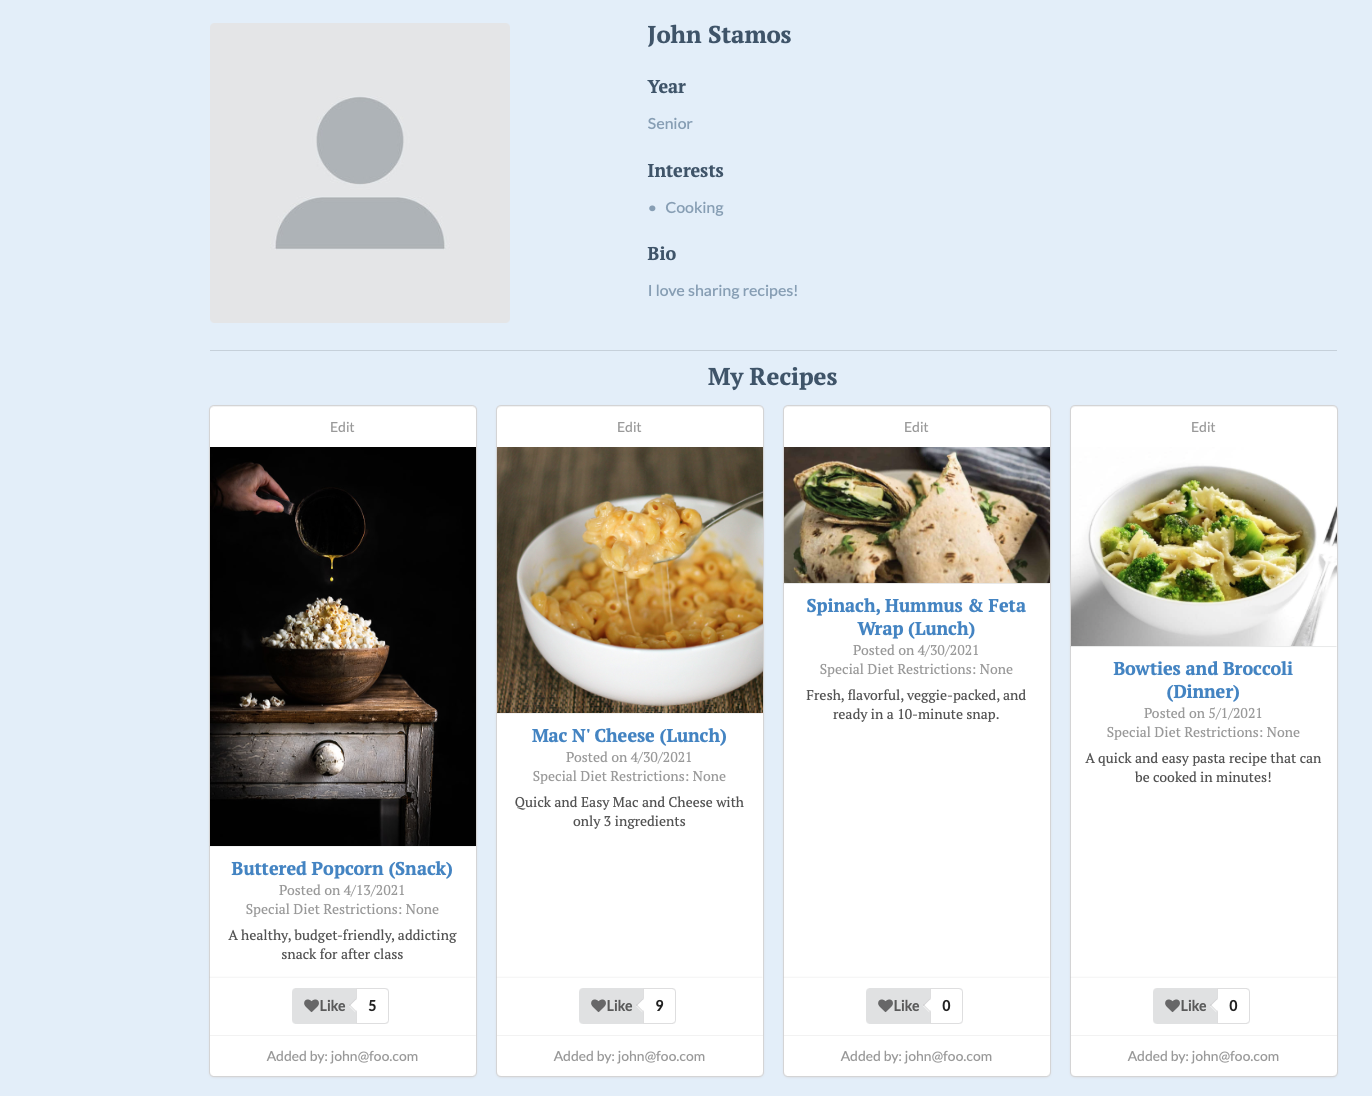 John Stamos
Year
Senior
Interests
• Cooking
Bio
I love sharing recipes!
My Recipes
Edit
Buttered Popcorn (Snack)
Posted on 4/13/2021
Special Diet Restrictions: None
A healthy, budget-friendly, addicting
snack for after class
Like 5
Added by: john@foo.com
Edit
Mac N' Cheese (Lunch)
Posted on 4/30/2021
Special Diet Restrictions: None
Quick and Easy Mac and Cheese with
only 3 ingredients
Like 9
Added by: john@foo.com
Edit
Spinach, Hummus & Feta
Wrap (Lunch)
Posted on 4/30/2021
Special Diet Restrictions: None
Fresh, flavorful, veggie-packed, and
ready in a 10-minute snap.
Like 0
Added by: john@foo.com
Edit
Bowties and Broccoli
(Dinner)
Posted on 5/1/2021
Special Diet Restrictions: None
A quick and easy pasta recipe that can
be cooked in minutes!
Like 0
Added by: john@foo.com